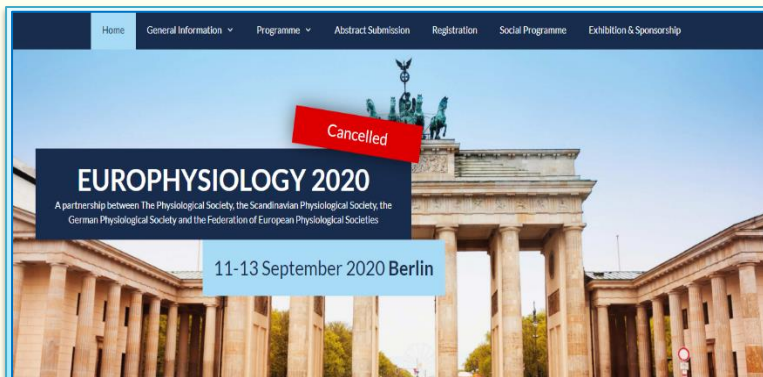 Home General Information Programme Abstract Submission Registration Social Programme Exhibition & Sponsorship
Cancelled
EUROPHYSIOLOGY 2020
A partnership between The Physiological Society, the Scandinavian Physiological Society, the
German Physiological Society and the Federation of European Physiological Societies
11-13 September 2020 Berlin